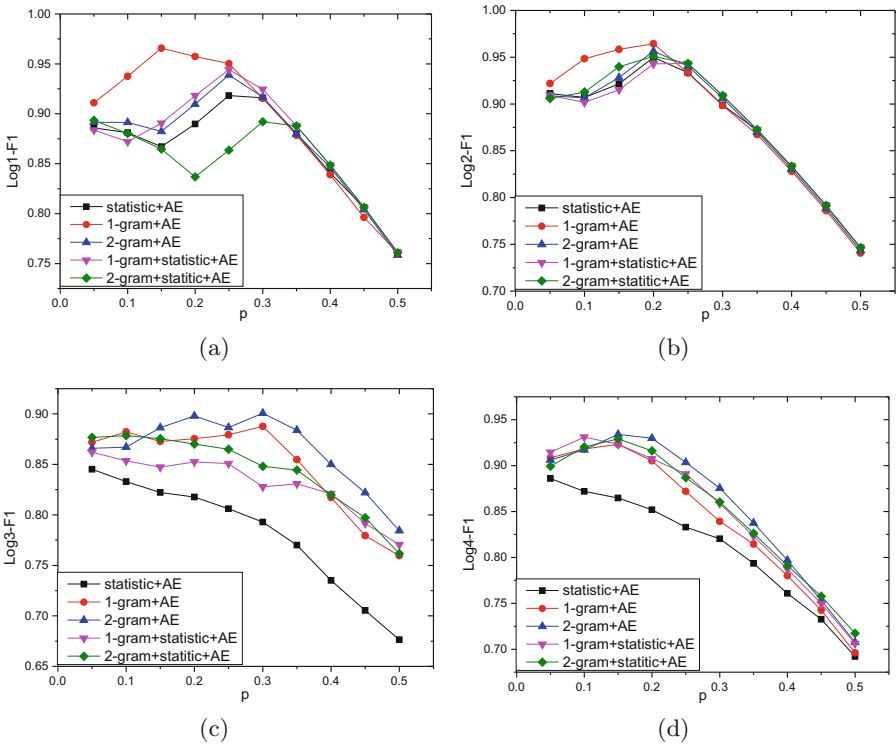 1.00
0.95
0.90
0.85
0.80
0.75
Log1-F1
statistic+AE
1-gram+AE
2-gram+AE
1-gram+statistic+AE
2-gram+statitic+AE
0.0 0.1 0.2 0.3 0.4 0.5
p
(a)
1.00
0.95
0.90
0.85
0.80
0.75
0.70
Log2-F1
statistic+AE
1-gram+AE
2-gram+AE
1-gram+statistic+AE
2-gram+statitic+AE
0.0 0.1 0.2 0.3 0.4 0.5
p
(b)
0.90
0.85
0.80
0.75
0.70
0.65
Log3-F1
statistic+AE
1-gram+AE
2-gram+AE
1-gram+statistic+AE
2-gram+statitic+AE
0.0 0.1 0.2 0.3 0.4 0.5
p
(c)
0.95
0.90
0.85
0.80
0.75
0.70
Log4-F1
statistic+AE
1-gram+AE
2-gram+AE
1-gram+statistic+AE
2-gram+statitic+AE
0.0 0.1 0.2 0.3 0.4 0.5
p
(d)